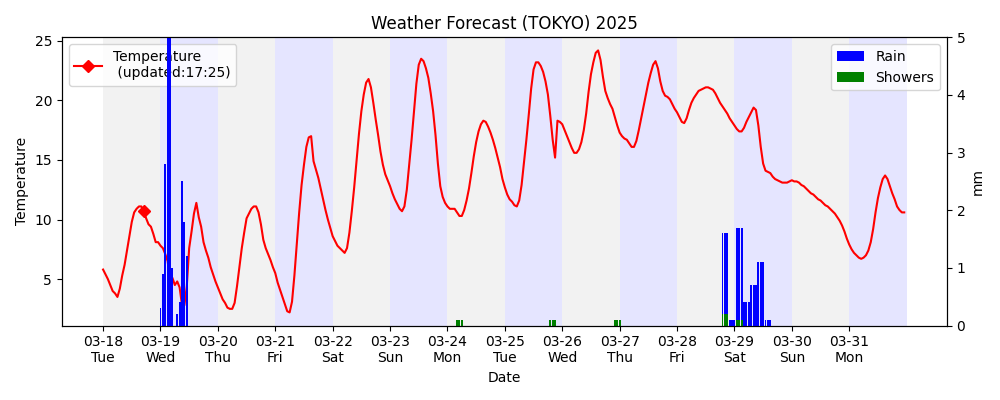 Weather Forecast (TOKYO) 2025
Temperature
(updated:17:25)
Rain
Showers
25
20
15
10
5
Temperature
5
4
3
2
1
0
mm
03-18 03-19 03-20 03-21 03-22 03-23 03-24 03-25 03-26 03-27 03-28 03-29 03-30 03-31
Tue Wed Thu Fri Sat Sun Mon Tue Wed Thu Fri Sat Sun Mon
Date